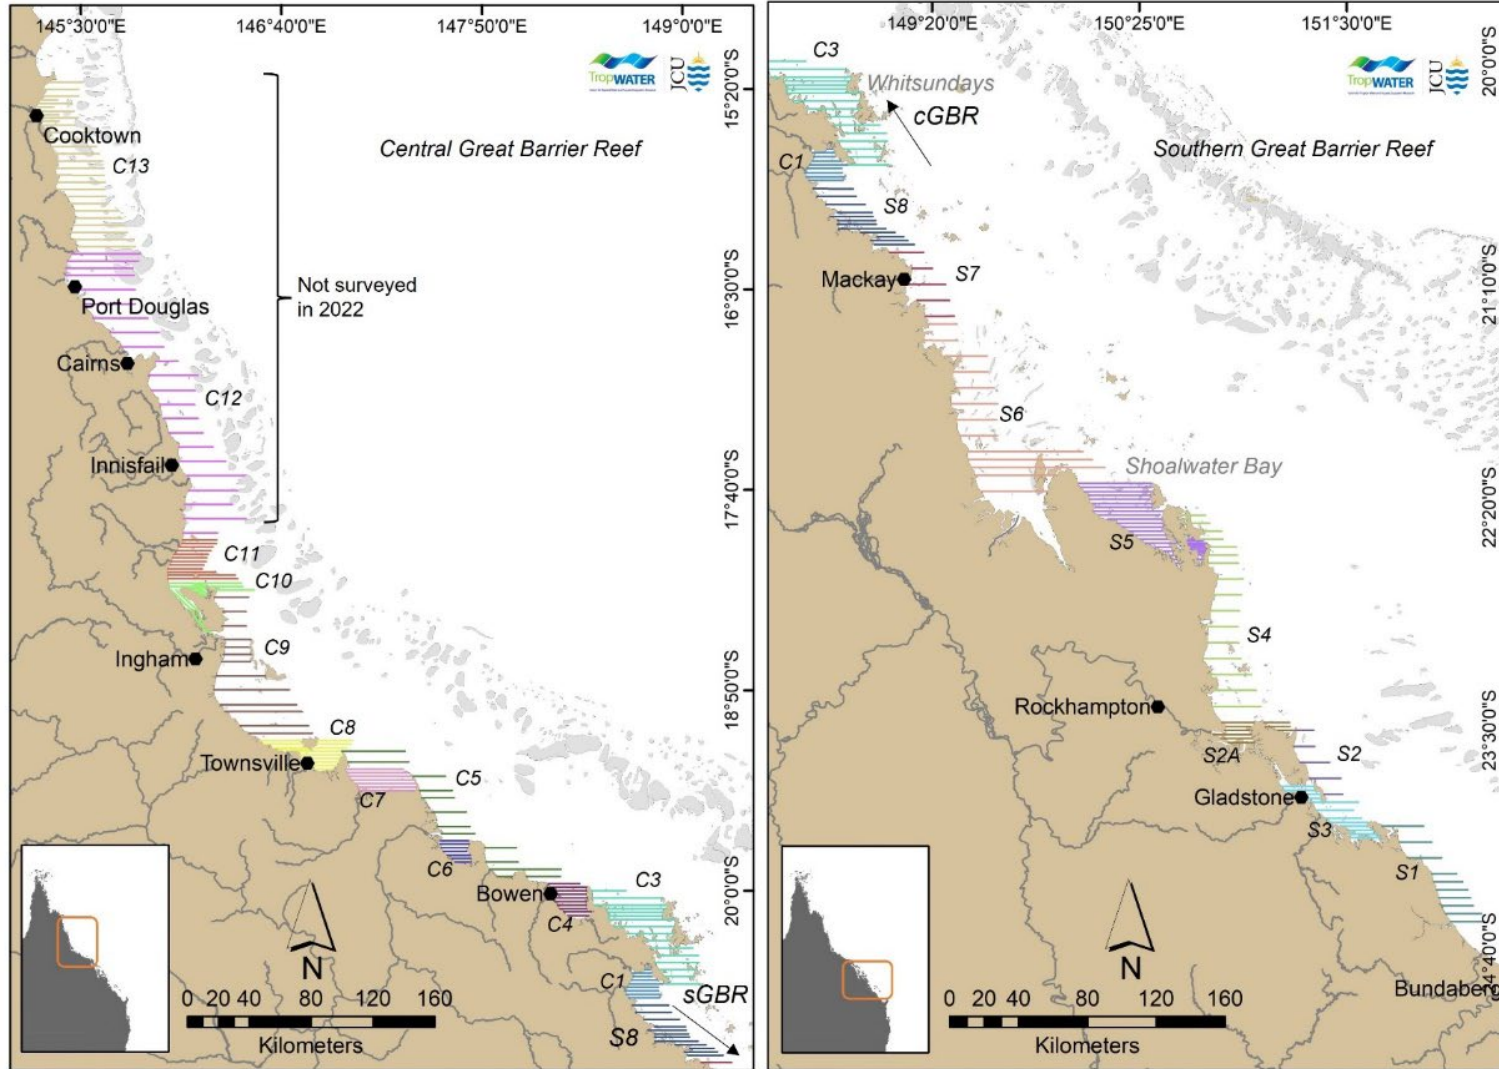 145°30'0"E
146°40'0"E
147°50'0"E
149°0'0"E
TropWATER
JCU
15°20'0"S
Cooktown
Central Great Barrier Reef
C13
Not surveyed
in 2022
16°30'0"S
Port Douglas
Cairns
C12
Innisfail
17°40'0"S
C11
C10
C9
Ingham
18°50'0"S
C8
Townsville
C5
C7
C6
C3
20°0'0"S
Bowen
C4
C1
sGBR
N
S8
0 20 40 80 120 160
Kilometers
149°20'0"E
150°25'0"E
151°30'0"E
C3
TropWATER
JCU
20°0'0"S
Whitsundays
cGBR
C1
Southern Great Barrier Reef
S8
Mackay
S7
21°10'0"S
S6
Shoalwater Bay
22°20'0"S
S5
S4
Rockhampton
S2A
S2
23°30'0"S
Gladstone
S3
S1
N
24°40'0"S
Bundaberg
0 20 40 80 120 160
Kilometers